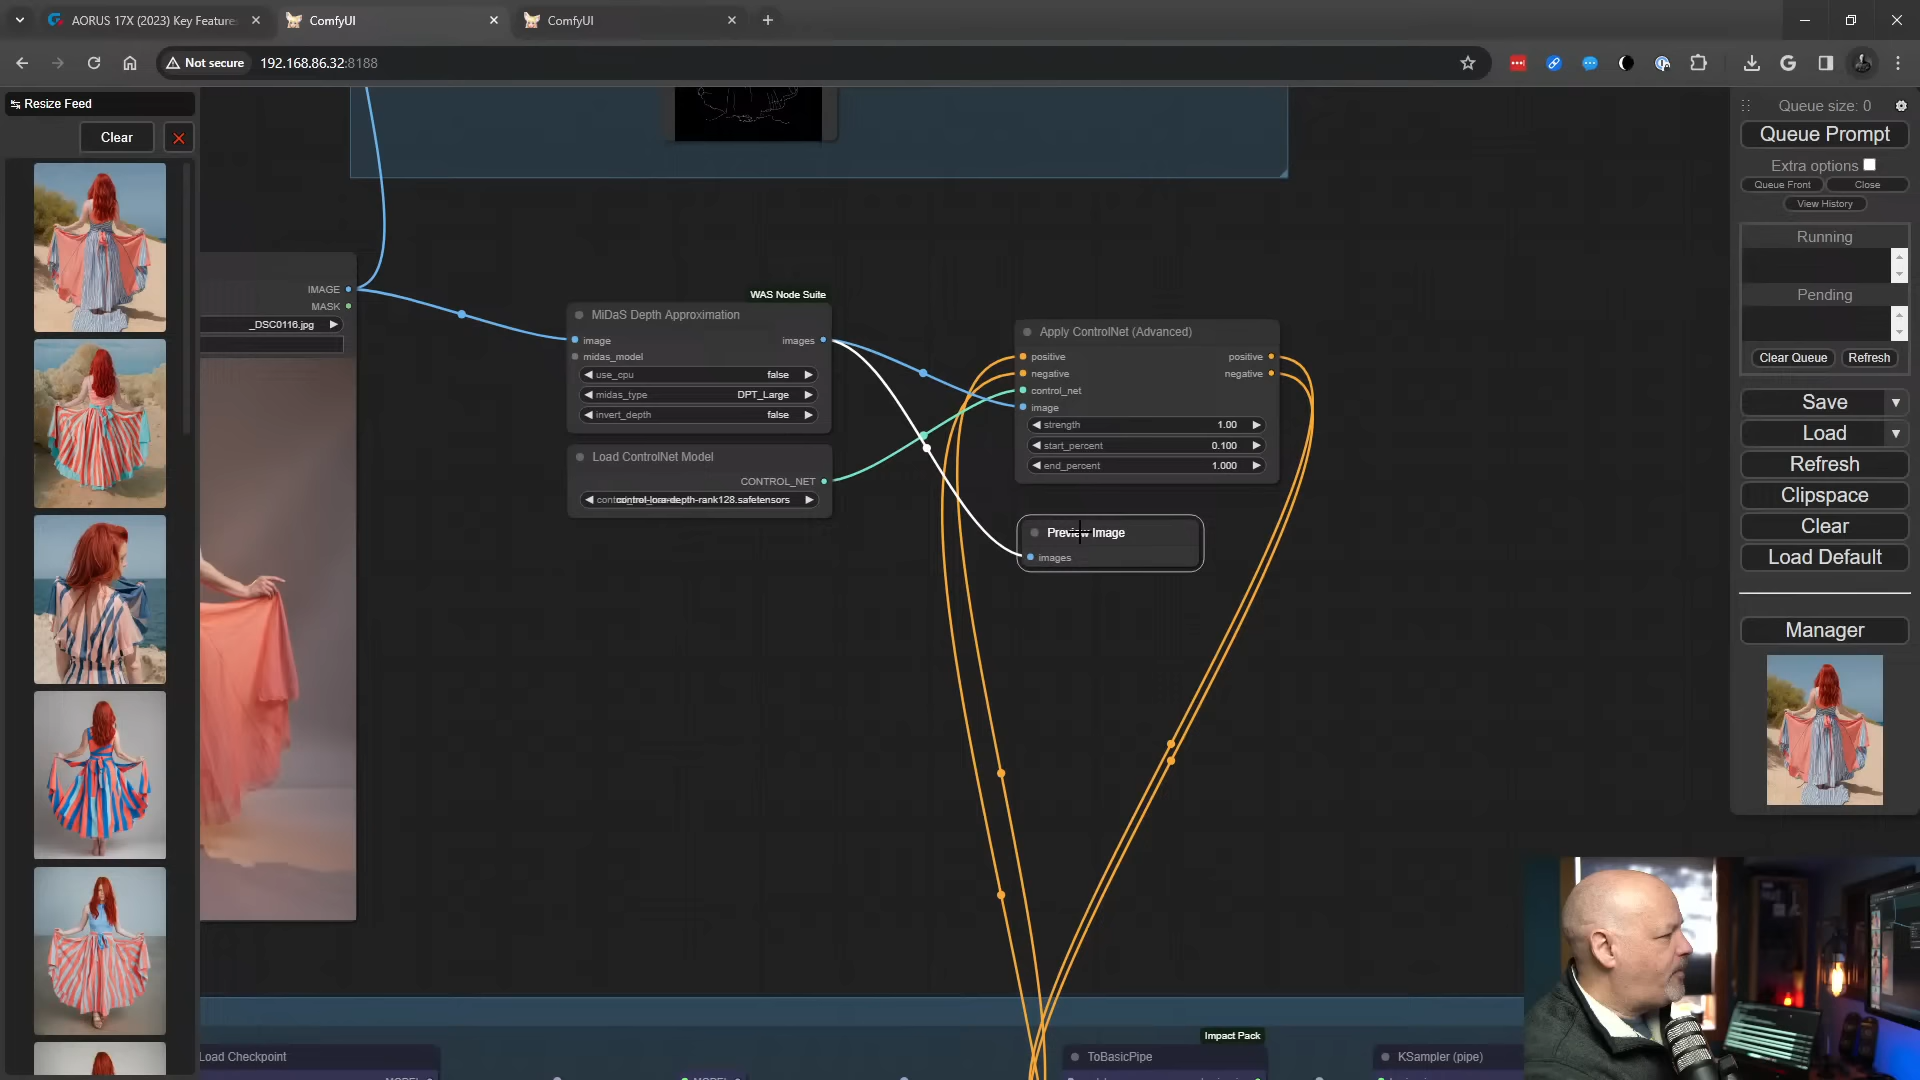 AORUS 17X (2023) Key Feature
ComfyUI
ComfyUI
Not secure
192.168.86.32:8188
Resize Feed
Clear
Queue size: 0
Queue Prompt
Extra options
Queue Front
Close
View History
Running
Pending
Clear Queue
Refresh
Save
Load
Refresh
Clipspace
Clear
Load Default
Manager
IMAGE
MASK
_DSC0116.jpg
WAS Node Suite
MiDaS Depth Approximation
image
images
midas_model
use_cpu
false
midas_type
DPT_Large
invert_depth
false
Load ControlNet Model
CONTROL_NET
control-lora-depth-rank128.safetensors
Apply ControlNet (Advanced)
positive
positive
negative
negative
control_net
image
strength
1.00
start_percent
0.100
end_percent
1.000
Preview Image
images
Load Checkpoint
Impact Pack
ToBasicPipe
KSampler (pipe)